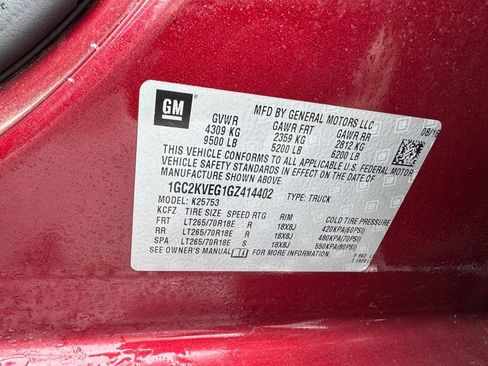 GM
MFD BY GENERAL MOTORS LLC
GVWR GAWR FRT GAWR RR 08/16
4309 KG 2359 KG 2812 KG
9500 LB 5200 LB 6200 LB
THIS VEHICLE CONFORMS TO ALL APPLICABLE U.S. FEDERAL MOTOR
VEHICLE SAFETY STANDARDS IN EFFECT ON THE DATE OF
MANUFACTURE SHOWN ABOVE.
1GC2KVEG1GZ414402 TYPE: TRUCK
MODEL: K25753
KCFZ TIRE SIZE SPEED RTG RIM COLD TIRE PRESSURE
FRT LT265/70R18E R 18X8J 420KPA(60PSI)
RR LT265/70R18E R 18X8J 480KPA(70PSI)
SPA LT265/70R18E S 18X8J 550KPA(80PSI)
SEE OWNER'S MANUAL